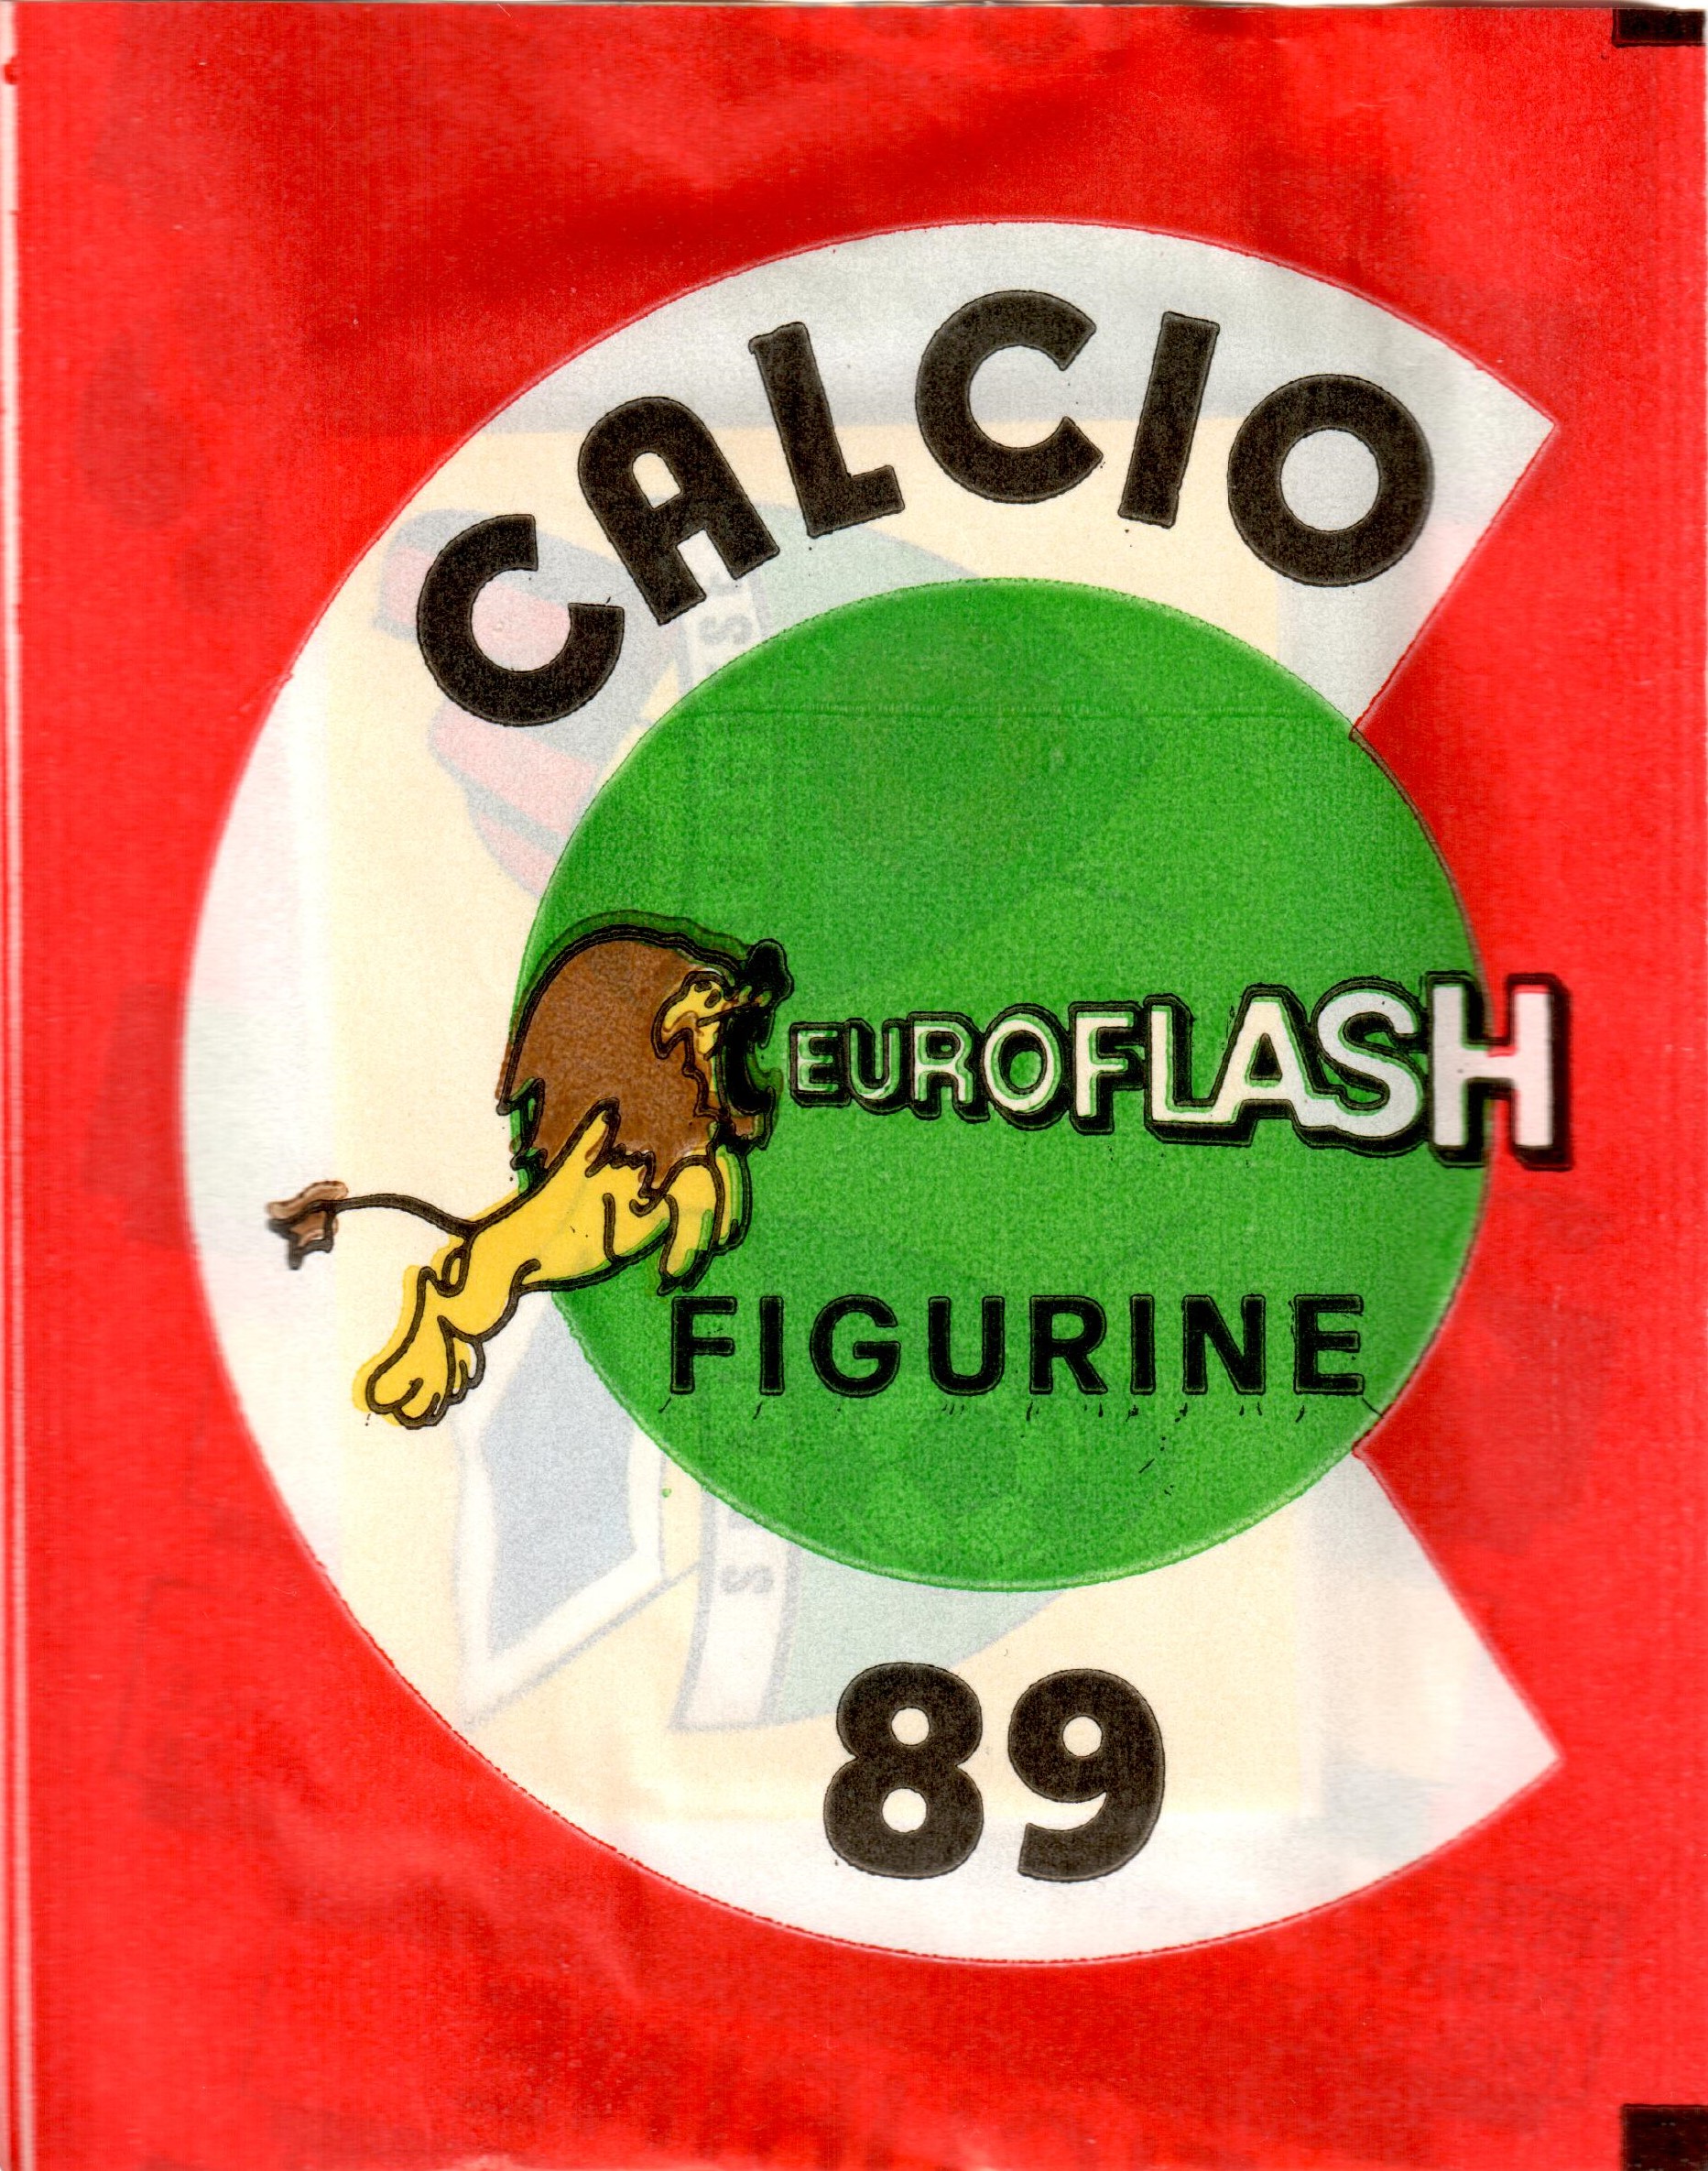 CALCIO
EUROFLASH
FIGURINE
89